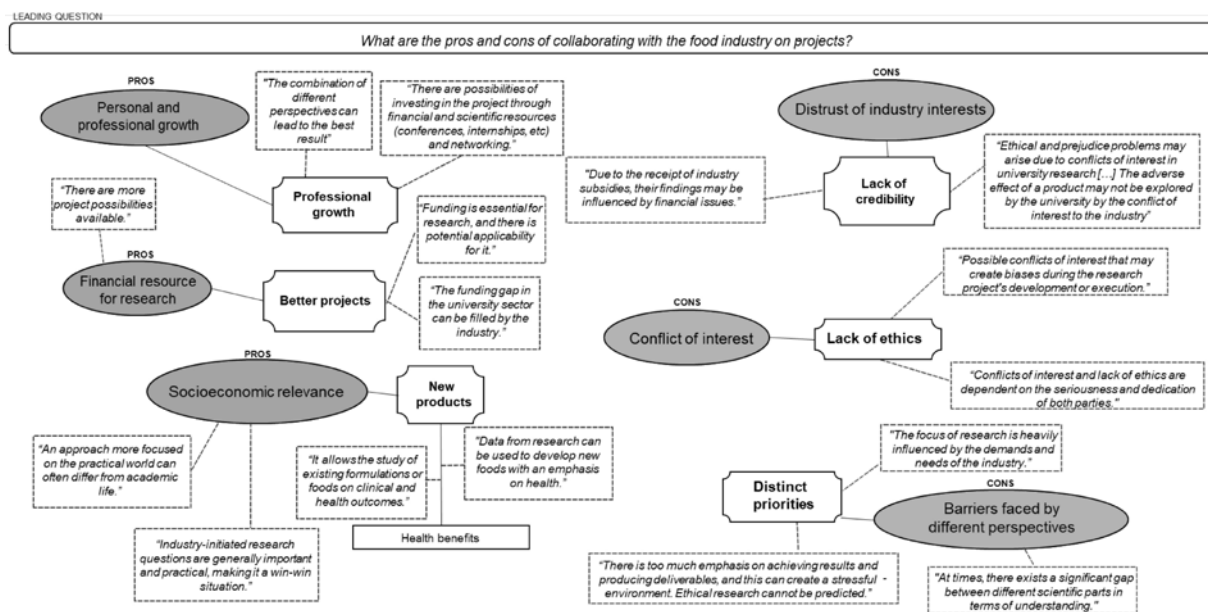 LEADING QUESTION
What are the pros and cons of collaborating with the food industry on projects?
PROS
Personal and
professional growth
"The combination of
different perspectives
can lead to the best
result"
"There are possibilities of
investing in the project through
financial and scientific resources
(conferences, internships, etc)
and networking."
Professional
growth
"There are more
project possibilities
available."
PROS
Financial resource
for research
Better projects
"Funding is essential for
research, and there is
potential applicability
for it."
"The funding gap in
the university sector
can be filled by the
industry."
PROS
Socioeconomic relevance
New
products
"An approach more focused
on the practical world can
often differ from academic
life."
"It allows the study of
existing formulations or
foods on clinical and
health outcomes."
"Data from research can
be used to develop new
foods with an emphasis
on health."
Health benefits
"Industry-initiated research
questions are generally important
and practical, making it a win-win
situation."
CONS
Distrust of industry interests
"Due to the receipt of industry
subsidies, their findings may be
influenced by financial issues."
Lack of
credibility
"Ethical and prejudice problems may
arise due to conflicts of interest in
university research [...] The adverse
effect of a product may not be explored
by the university by the conflict of
interest to the industry"
CONS
Conflict of interest
Lack of ethics
"Possible conflicts of interest that may
create biases during the research
project's development or execution."
"Conflicts of interest and lack of ethics are
dependent on the seriousness and dedication
of both parties."
"The focus of research is heavily
influenced by the demands and
needs of the industry."
Distinct
priorities
CONS
Barriers faced by
different perspectives
"There is too much emphasis on achieving results and
producing deliverables, and this can create a stressful -
environment. Ethical research cannot be predicted."
"At times, there exists a significant gap
between different scientific parts in
terms of understanding."